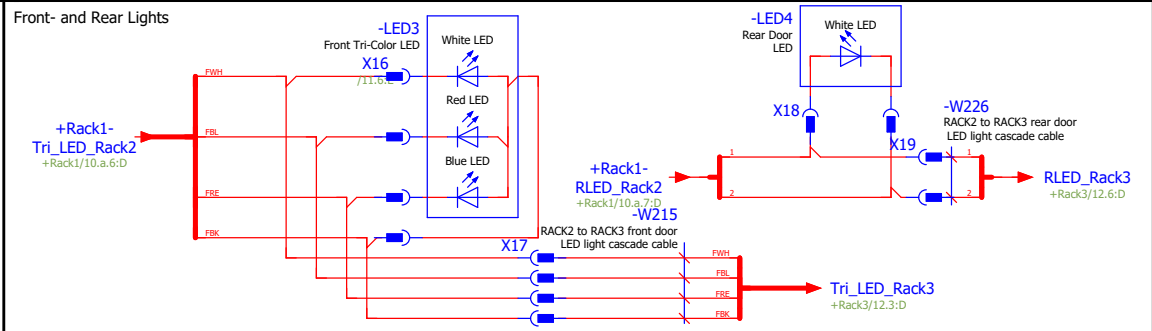 Front- and Rear Lights
-LED3
Front Tri-Color LED
White LED
X16
Red LED
Blue LED
FWH
FBL
FRE
FBK
+Rack1-
Tri_LED_Rack2
+Rack1/10.a.6:D
-LED4
Rear Door
LED
White LED
X18
X19
-W226
RACK2 to RACK3 rear door
LED light cascade cable
+Rack1-
RLED_Rack2
+Rack1/10.a.7:D
1
2
1
2
RLED_Rack3
+Rack3/12.6:D
-W215
RACK2 to RACK3 front door
LED light cascade cable
X17
FWH
FBL
FRE
FBK
Tri_LED_Rack3
+Rack3/12.3:D